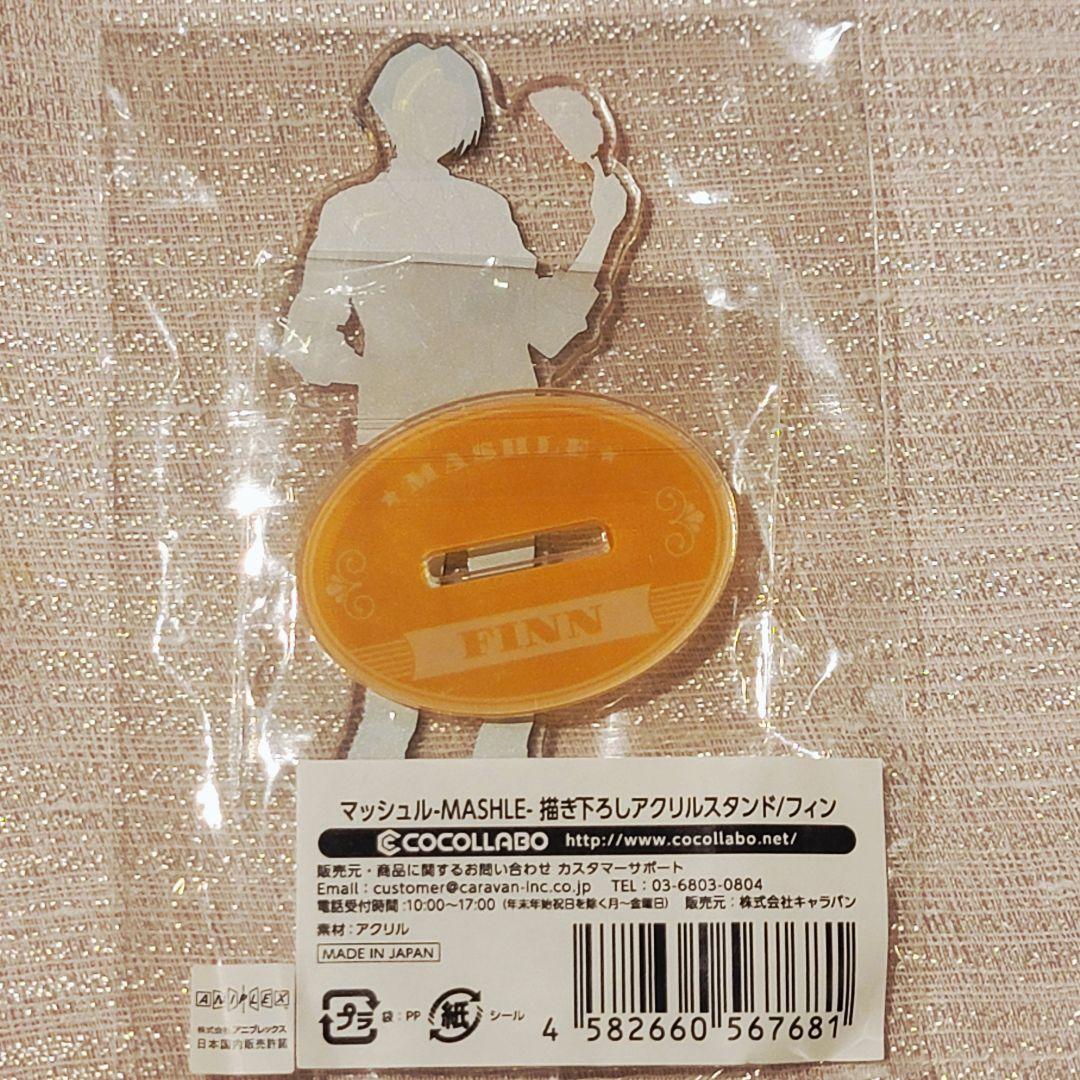 MASHLE
FINN
マッシュル-MASHLE- 描き下ろしアクリルスタンド/フィン
COCOLLABO http://www.cocollabo.net/
販売元・商品に関するお問い合わせ カスタマーサポート
Email：customer@caravan-inc.co.jp TEL：03-6803-0804
電話受付時間：10:00〜17:00（年末年始祝日を除く月〜金曜日） 販売元：株式会社キャラバン
素材：アクリル
MADE IN JAPAN
プラ 袋：PP 紙 シール
4 582660 567681
ANIPLEX
株式会社 アニプレックス
日本国内販売許諾